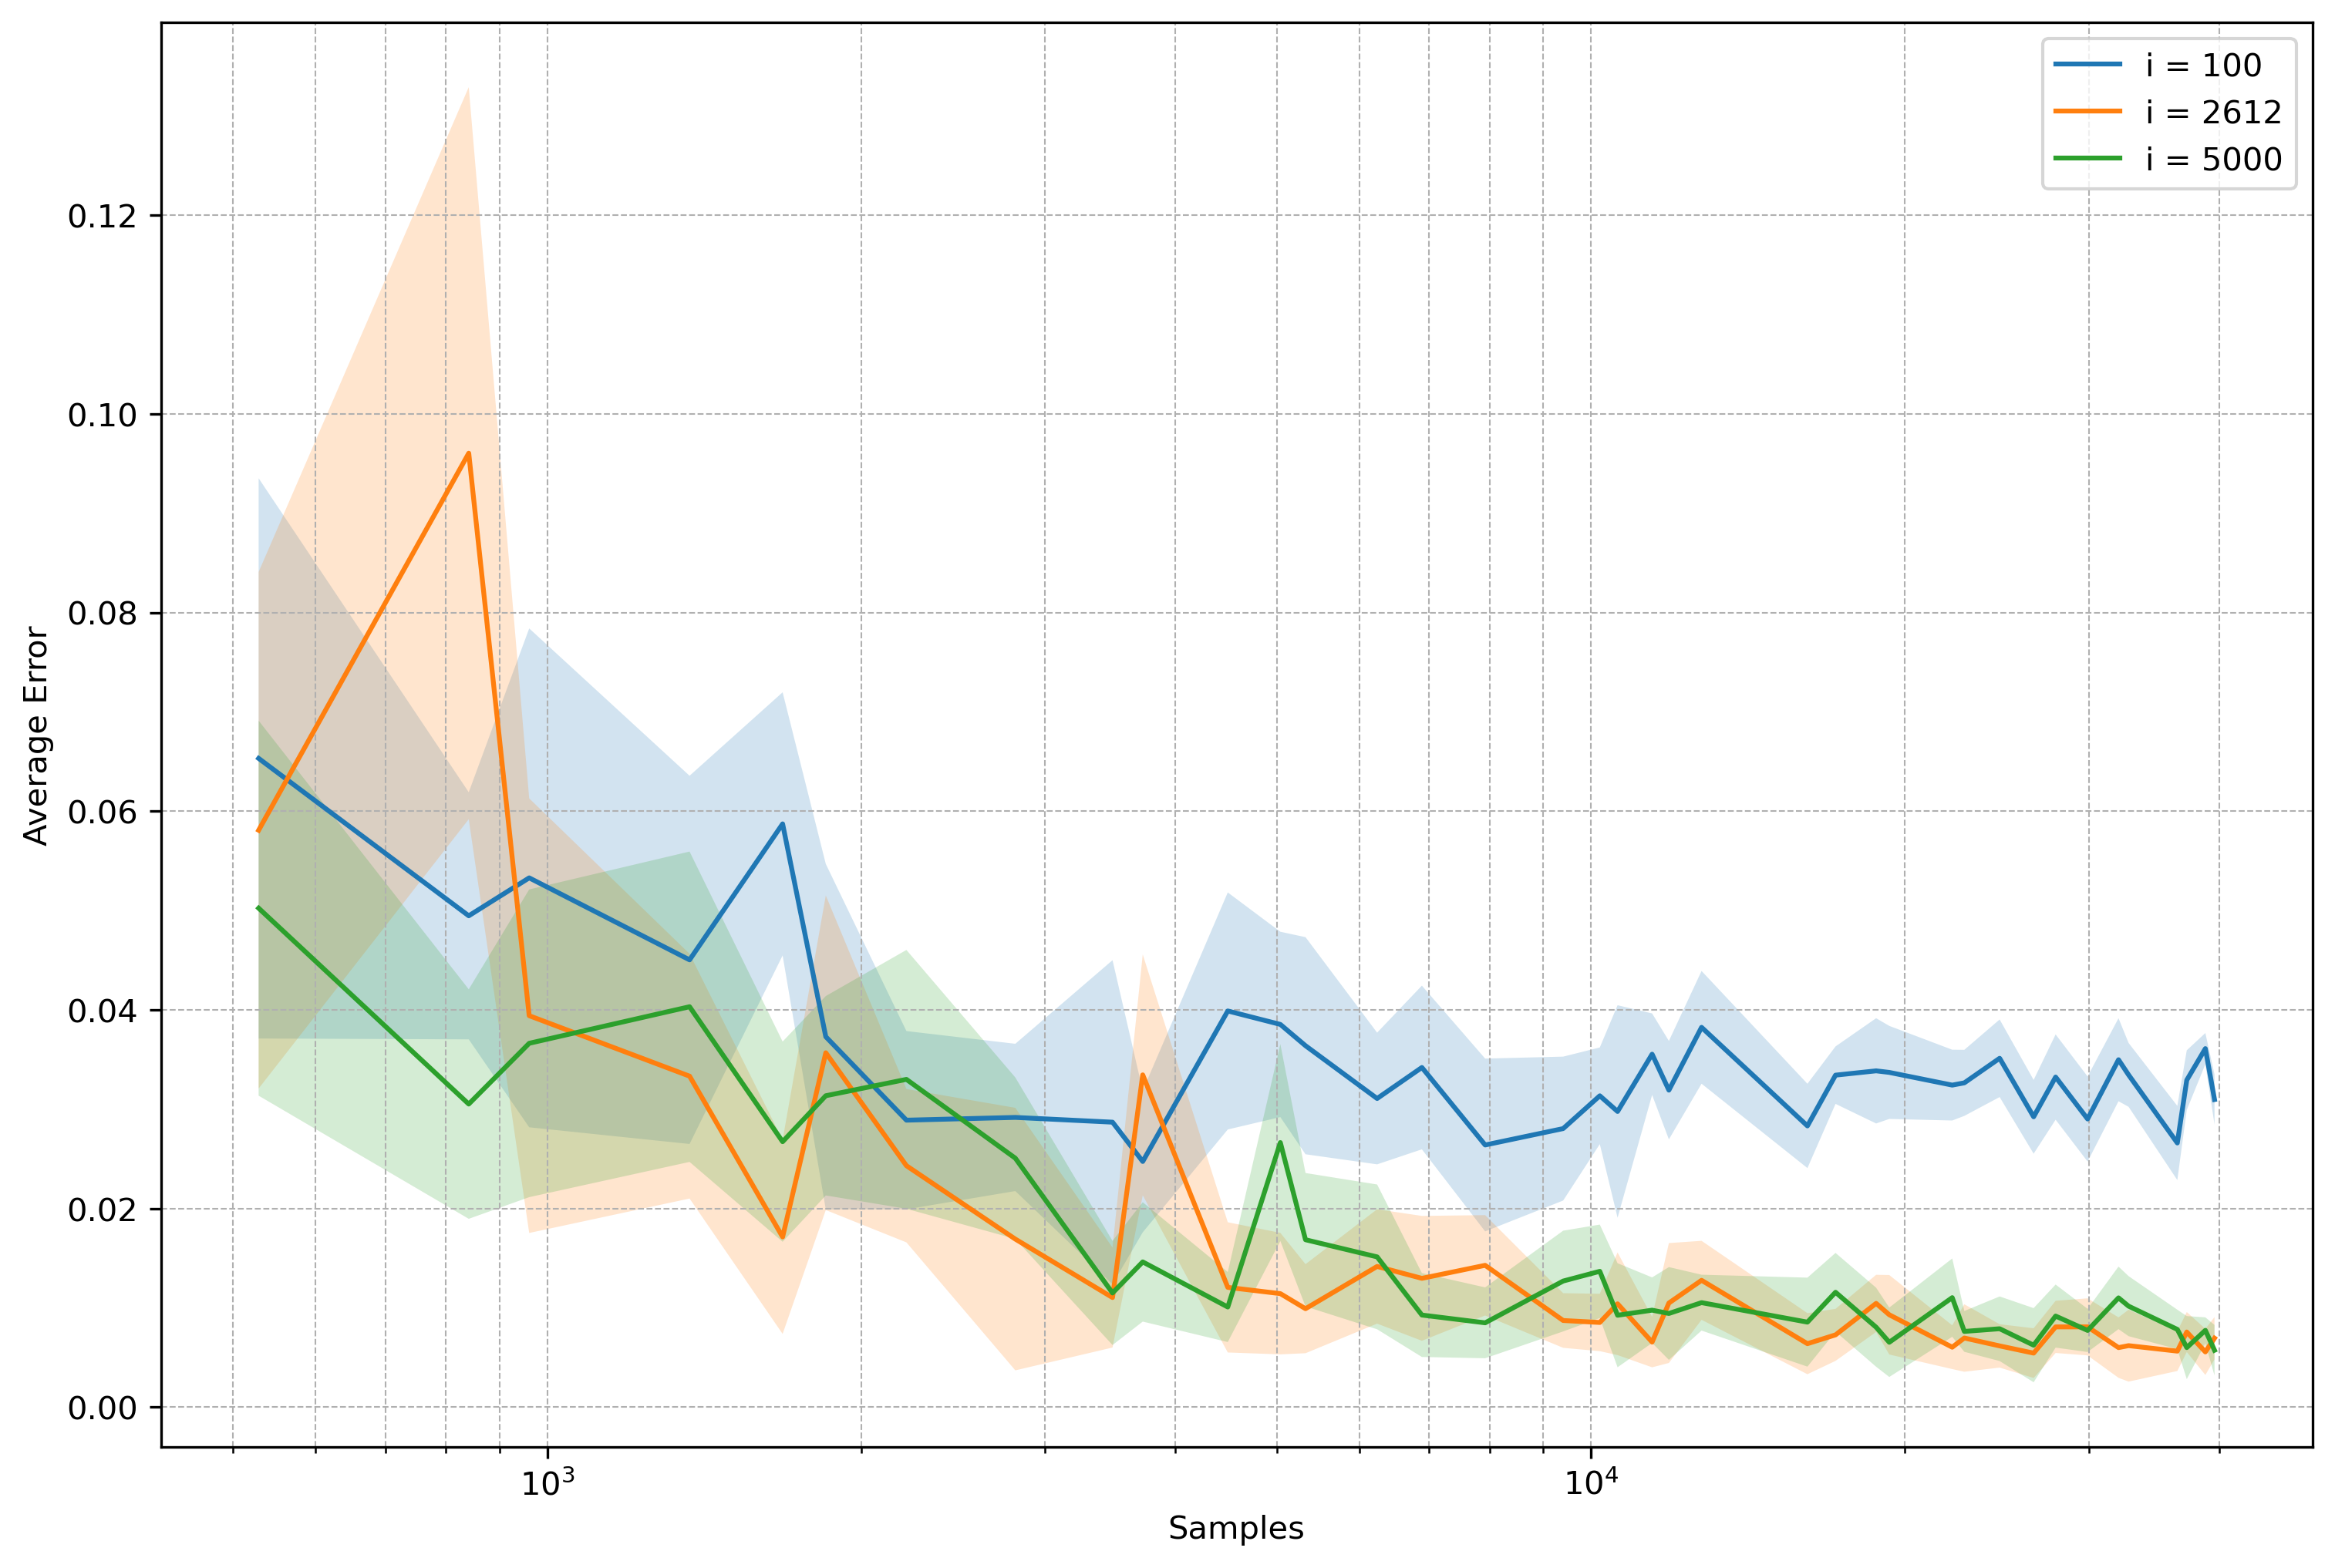 i = 100
i = 2612
i = 5000
0.12
0.10
0.08
0.06
0.04
0.02
0.00
Average Error
10³
10⁴
Samples